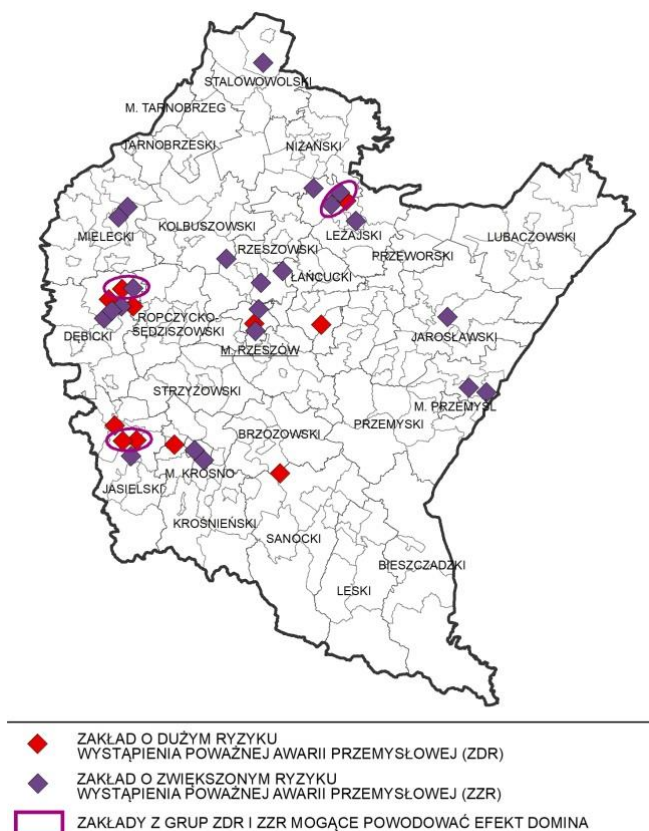 STALOWOWOLSKI
M. TARNOBRZEG
TARNOBRZESKI
NIŻAŃSKI
MIELECKI
KOLBUSZOWSKI
LEŻAJSKI
LUBACZOWSKI
RZESZOWSKI
PRZEWORSKI
ŁAŃCUCKI
ROPCZYCKO-
SĘDZISZOWSKI
DĘBICKI
JAROSŁAWSKI
M. RZESZÓW
STRZYŻOWSKI
M. PRZEMYŚL
BRZOZOWSKI
PRZEMYSKI
M. KROSNO
JASIELSKI
KROŚNIEŃSKI
SANOCKI
BIESZCZADZKI
LESKI
ZAKŁAD O DUŻYM RYZYKU
WYSTĄPIENIA POWAŻNEJ AWARII PRZEMYSŁOWEJ (ZDR)
ZAKŁAD O ZWIĘKSZONYM RYZYKU
WYSTĄPIENIA POWAŻNEJ AWARII PRZEMYSŁOWEJ (ZZR)
ZAKŁADY Z GRUP ZDR I ZZR MOGĄCE POWODOWAĆ EFEKT DOMINA